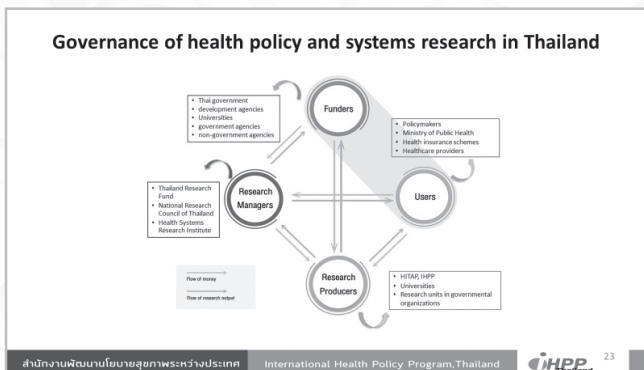 Governance of health policy and systems research in Thailand
Funders
• Thai government
• development agencies
• Universities
• government agencies
• non-government agencies
• Policymakers
• Ministry of Public Health
• Health insurance schemes
• Healthcare providers
Research
Managers
• Thailand Research
Fund
• National Research
Council of Thailand
• Health Systems
Research Institute
Users
Research
Producers
• HITAP, IHPP
• Universities
• Research units in governmental
organizations
Flow of money
Flow of research output
สำนักงานพัฒนานโยบายสุขภาพระหว่างประเทศ
International Health Policy Program,Thailand
iHPP
Thailand
23